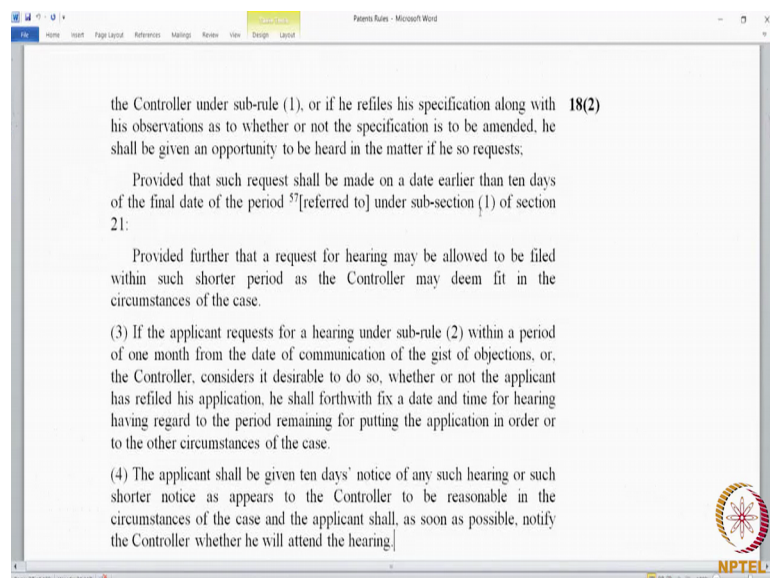 Table Tools
Patents Rules - Microsoft Word
File Home Insert Page Layout References Mailings Review View Design Layout
the Controller under sub-rule (1), or if he refiles his specification along with 18(2)
his observations as to whether or not the specification is to be amended, he
shall be given an opportunity to be heard in the matter if he so requests;
Provided that such request shall be made on a date earlier than ten days
of the final date of the period 57[referred to] under sub-section (1) of section
21:
Provided further that a request for hearing may be allowed to be filed
within such shorter period as the Controller may deem fit in the
circumstances of the case.
(3) If the applicant requests for a hearing under sub-rule (2) within a period
of one month from the date of communication of the gist of objections, or,
the Controller, considers it desirable to do so, whether or not the applicant
has refiled his application, he shall forthwith fix a date and time for hearing
having regard to the period remaining for putting the application in order or
to the other circumstances of the case.
(4) The applicant shall be given ten days' notice of any such hearing or such
shorter notice as appears to the Controller to be reasonable in the
circumstances of the case and the applicant shall, as soon as possible, notify
the Controller whether he will attend the hearing.
NPTEL